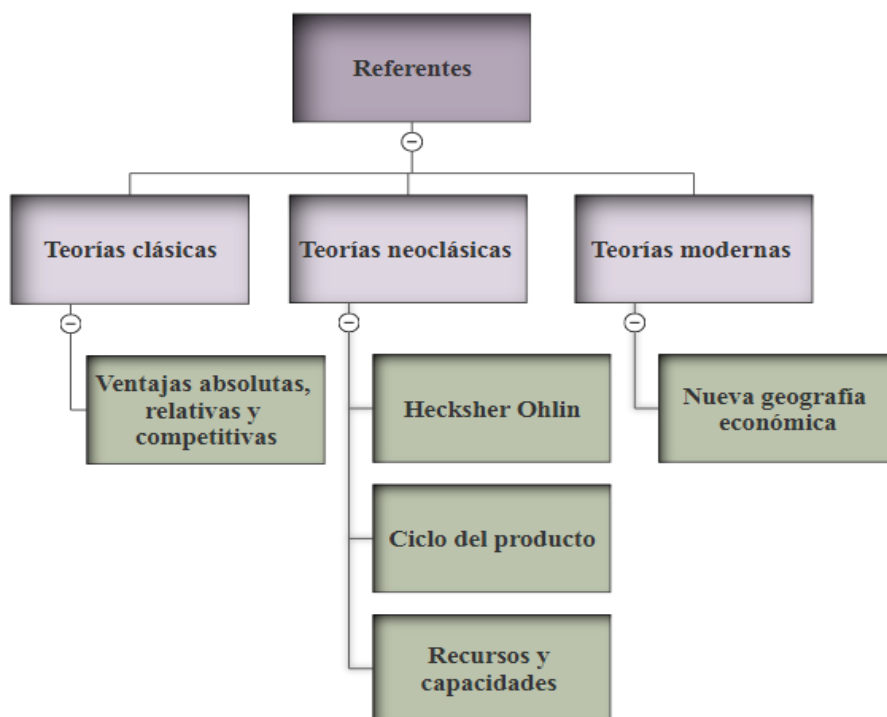 Referentes
Teorías clásicas
Teorías neoclásicas
Teorías modernas
Ventajas absolutas,
relativas y
competitivas
Hecksher Ohlin
Ciclo del producto
Recursos y
capacidades
Nueva geografía
económica